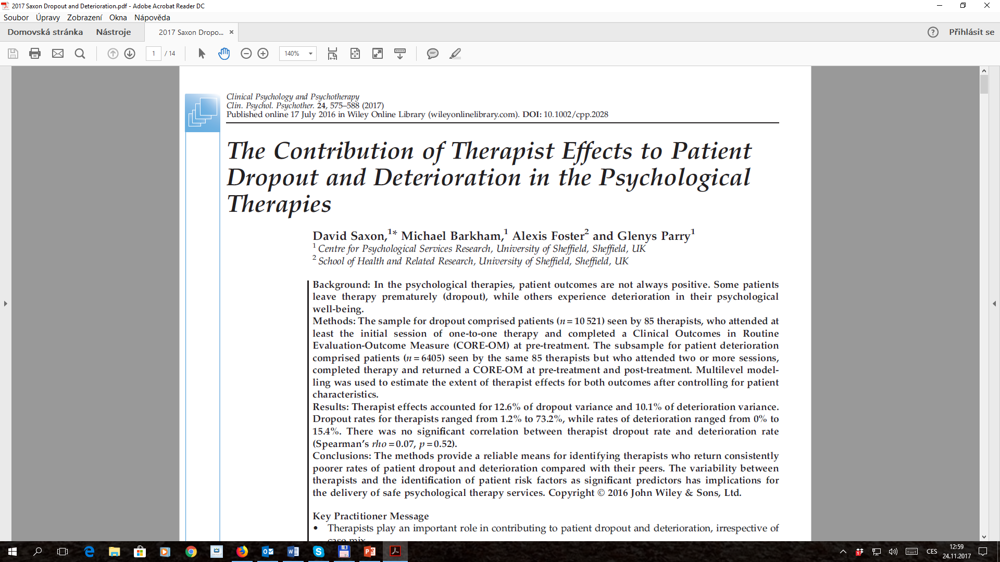 2017 Saxon Dropout and Deterioration.pdf - Adobe Acrobat Reader DC
Soubor Úpravy Zobrazení Okna Nápověda
Domovská stránka Nástroje 2017 Saxon Dropo... × ? Přihlásit se
1 / 14 140%
Clinical Psychology and Psychotherapy
Clin. Psychol. Psychother. 24, 575–588 (2017)
Published online 17 July 2016 in Wiley Online Library (wileyonlinelibrary.com). DOI: 10.1002/cpp.2028
The Contribution of Therapist Effects to Patient
Dropout and Deterioration in the Psychological
Therapies
David Saxon,1* Michael Barkham,1 Alexis Foster2 and Glenys Parry1
1 Centre for Psychological Services Research, University of Sheffield, Sheffield, UK
2 School of Health and Related Research, University of Sheffield, Sheffield, UK
Background: In the psychological therapies, patient outcomes are not always positive. Some patients
leave therapy prematurely (dropout), while others experience deterioration in their psychological
well-being.
Methods: The sample for dropout comprised patients (n = 10 521) seen by 85 therapists, who attended at
least the initial session of one-to-one therapy and completed a Clinical Outcomes in Routine
Evaluation-Outcome Measure (CORE-OM) at pre-treatment. The subsample for patient deterioration
comprised patients (n = 6405) seen by the same 85 therapists but who attended two or more sessions,
completed therapy and returned a CORE-OM at pre-treatment and post-treatment. Multilevel model-
ling was used to estimate the extent of therapist effects for both outcomes after controlling for patient
characteristics.
Results: Therapist effects accounted for 12.6% of dropout variance and 10.1% of deterioration variance.
Dropout rates for therapists ranged from 1.2% to 73.2%, while rates of deterioration ranged from 0% to
15.4%. There was no significant correlation between therapist dropout rate and deterioration rate
(Spearman's rho = 0.07, p = 0.52).
Conclusions: The methods provide a reliable means for identifying therapists who return consistently
poorer rates of patient dropout and deterioration compared with their peers. The variability between
therapists and the identification of patient risk factors as significant predictors has implications for
the delivery of safe psychological therapy services. Copyright © 2016 John Wiley & Sons, Ltd.
Key Practitioner Message
• Therapists play an important role in contributing to patient dropout and deterioration, irrespective of
case mix.
CES
12:59
24.11.2017